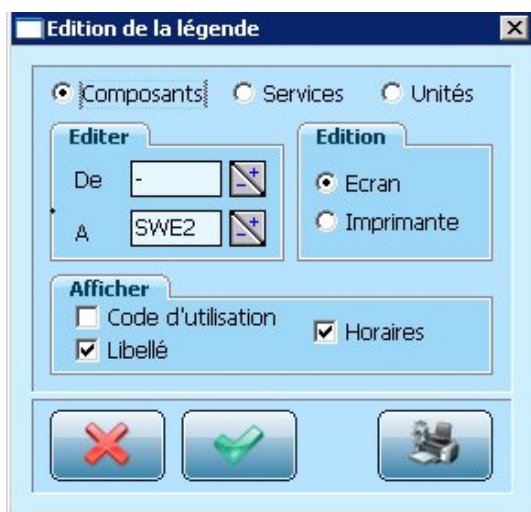 Edition de la légende
Composants Services Unités
Editer Edition
De - Ecran
A SWE2 Imprimante
Afficher
Code d'utilisation Horaires
Libellé